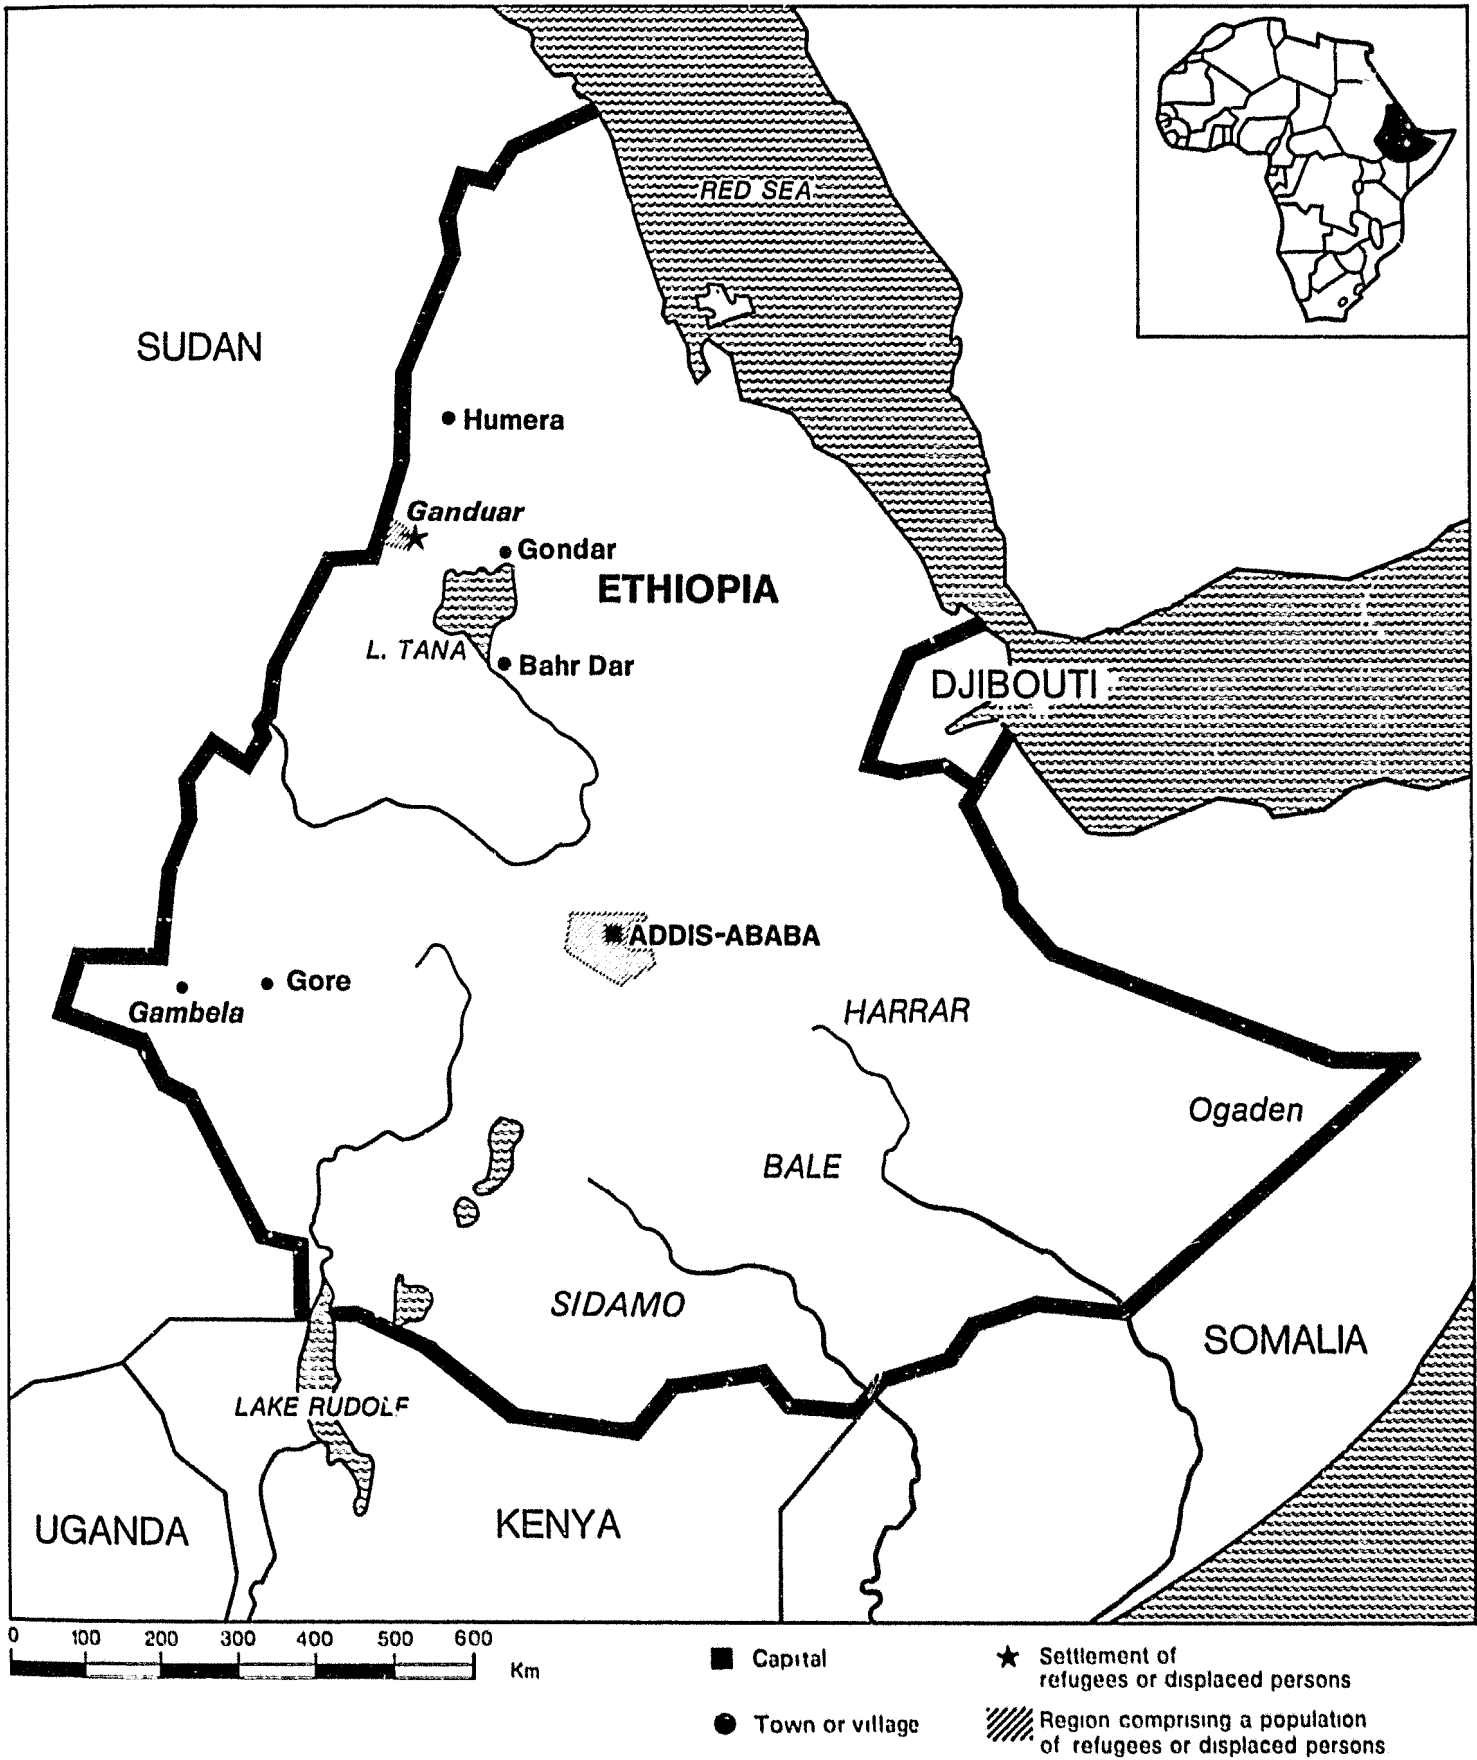 RED SEA
SUDAN
Humera
Ganduar
Gondar
ETHIOPIA
L. TANA
Bahr Dar
DJIBOUTI
ADDIS-ABABA
Gore
Gambela
HARRAR
Ogaden
BALE
SIDAMO
SOMALIA
LAKE RUDOLF
UGANDA
KENYA
0 100 200 300 400 500 600
Km
Capital
Town or village
Settlement of
refugees or displaced persons
Region comprising a population
of refugees or displaced persons